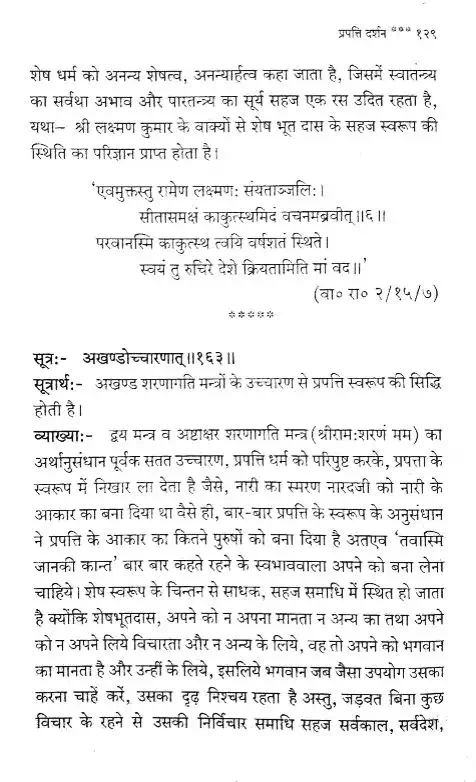 प्रपत्ति दर्शन *** १२९
शेष धर्म को अनन्य शेषत्व, अनन्यार्हत्व कहा जाता है, जिसमें स्वातन्त्र्य
का सर्वथा अभाव और पारतन्त्र्य का सूर्य सहज एक रस उदित रहता है,
यथा– श्री लक्ष्मण कुमार के वाक्यों से शेष भूत दास के सहज स्वरूप की
स्थिति का परिज्ञान प्राप्त होता है।
'एवमुक्तस्तु रामेण लक्ष्मणः संयताञ्जलिः।
सीतासमक्षं काकुत्स्थमिदं वचनमब्रवीत्॥६॥
परवानस्मि काकुत्स्थ त्वयि वर्षशतं स्थिते।
स्वयं तु रुचिरे देशे क्रियतामिति मां वद॥'
(वा० रा० २/१५/७)
*****
सूत्र:- अखण्डोच्चारणात्॥१६३॥
सूत्रार्थ:- अखण्ड शरणागति मन्त्रों के उच्चारण से प्रपत्ति स्वरूप की सिद्धि
होती है।
व्याख्या:- द्वय मन्त्र व अष्टाक्षर शरणागति मन्त्र (श्रीराम:शरणं मम) का
अर्थानुसंधान पूर्वक सतत उच्चारण, प्रपत्ति धर्म को परिपुष्ट करके, प्रपत्ता के
स्वरूप में निखार ला देता है जैसे, नारी का स्मरण नारदजी को नारी के
आकार का बना दिया था वैसे ही, बार-बार प्रपत्ति के स्वरूप के अनुसंधान
ने प्रपत्ति के आकार का कितने पुरुषों को बना दिया है अतएव 'तवास्मि
जानकी कान्त' बार बार कहते रहने के स्वभाववाला अपने को बना लेना
चाहिये। शेष स्वरूप के चिन्तन से साधक, सहज समाधि में स्थित हो जाता
है क्योंकि शेषभूतदास, अपने को न अपना मानता न अन्य का तथा अपने
को न अपने लिये विचारता और न अन्य के लिये, वह तो अपने को भगवान
का मानता है और उन्हीं के लिये, इसलिये भगवान जब जैसा उपयोग उसका
करना चाहें करें, उसका दृढ़ निश्चय रहता है अस्तु, जड़वत बिना कुछ
विचार के रहने से उसकी निर्विचार समाधि सहज सर्वकाल, सर्वदेश,